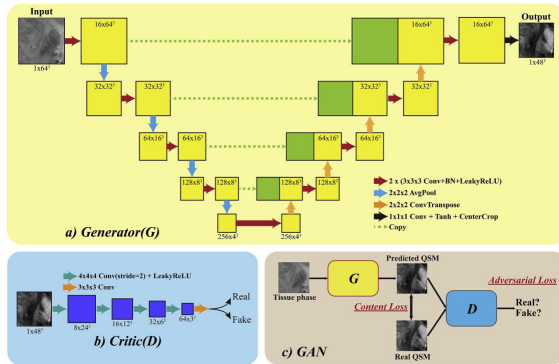 Input
Output
16x64³
16x64³
16x64³
1x64³
1x48³
32x32³
32x32³
32x32³
32x32³
64x16³
64x16³
64x16³
64x16³
128x8³
128x8³
128x8³
128x8³
256x4³
256x4³
2 x (3x3x3 Conv+BN+LeakyReLU)
2x2x2 AvgPool
2x2x2 ConvTranspose
1x1x1 Conv + Tanh + CenterCrop
Copy
a) Generator(G)
4x4x4 Conv(stride=2) + LeakyReLU
3x3x3 Conv
Real
Fake
1x48³
8x24³
16x12³
32x6³
64x3³
b) Critic(D)
Predicted QSM
Tissue phase
G
Content Loss
Adversarial Loss
D
Real?
Fake?
Real QSM
c) GAN